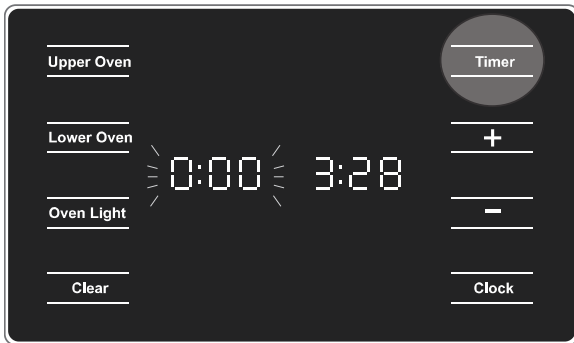 Upper Oven
Timer
Lower Oven
+
0:00 3:28
Oven Light
-
Clear
Clock